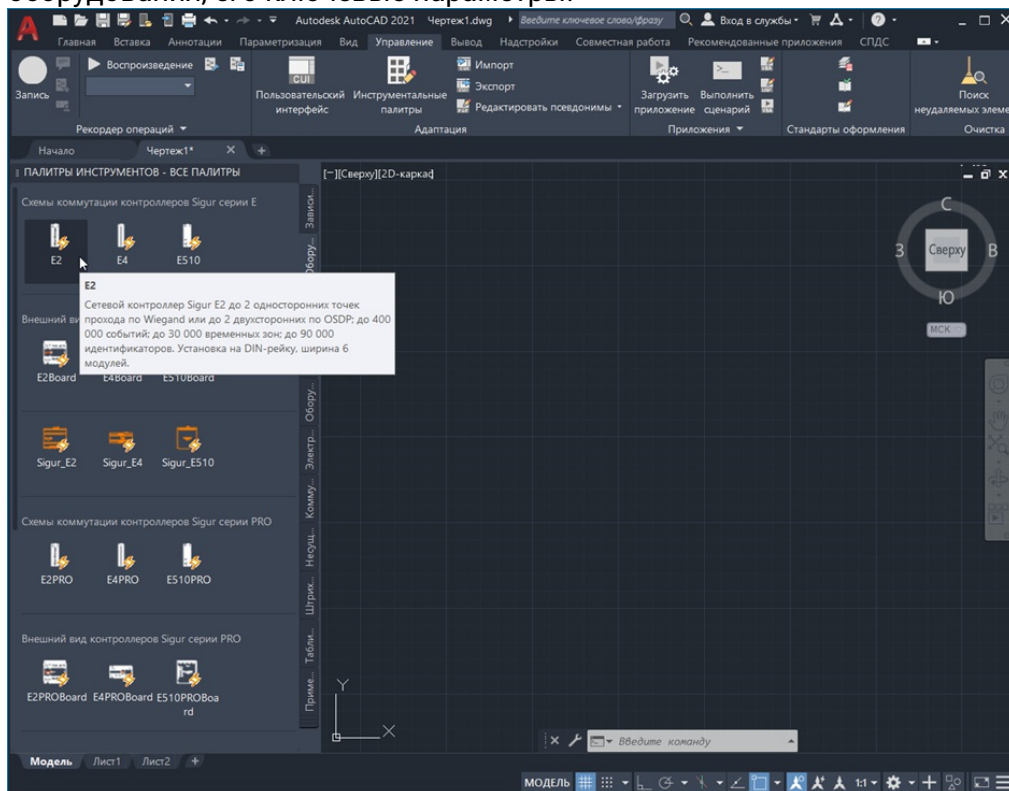 Autodesk AutoCAD 2021 Чертеж1.dwg Введите ключевое слово/фразу Вход в службы
Главная Вставка Аннотации Параметризация Вид Управление Вывод Надстройки Совместная работа Рекомендованные приложения СПДС
Запись
Воспроизведение
Рекордер операций
CUI
Пользовательский интерфейс
Инструментальные палитры
Импорт
Экспорт
Редактировать псевдонимы
Адаптация
Загрузить приложение
Выполнить сценарий
Приложения
Стандарты оформления
Поиск
неудаляемых элеме
Очистка
Начало Чертеж1* +
ПАЛИТРЫ ИНСТРУМЕНТОВ - ВСЕ ПАЛИТРЫ
[−][Сверху][2D-каркас]
Схемы коммутации контроллеров Sigur серии E
E2 E4 E510
E2
Сетевой контроллер Sigur E2 до 2 односторонних точек
прохода по Wiegand или до 2 двухсторонних по OSDP; до 400
000 событий; до 30 000 временных зон; до 90 000
идентификаторов. Установка на DIN-рейку, ширина 6
модулей.
Внешний
E2Board E4Board E510Board
Sigur_E2 Sigur_E4 Sigur_E510
Схемы коммутации контроллеров Sigur серии PRO
E2PRO E4PRO E510PRO
Внешний вид контроллеров Sigur серии PRO
E2PROBoard E4PROBoard E510PROBoa
rd
Зависи...
Обору...
Электр...
Комму...
Несущ...
Штрих...
Табли...
Приме...
С
З Сверху В
Ю
МСК
Y
X
Введите команду
Модель Лист1 Лист2 +
МОДЕЛЬ 1:1